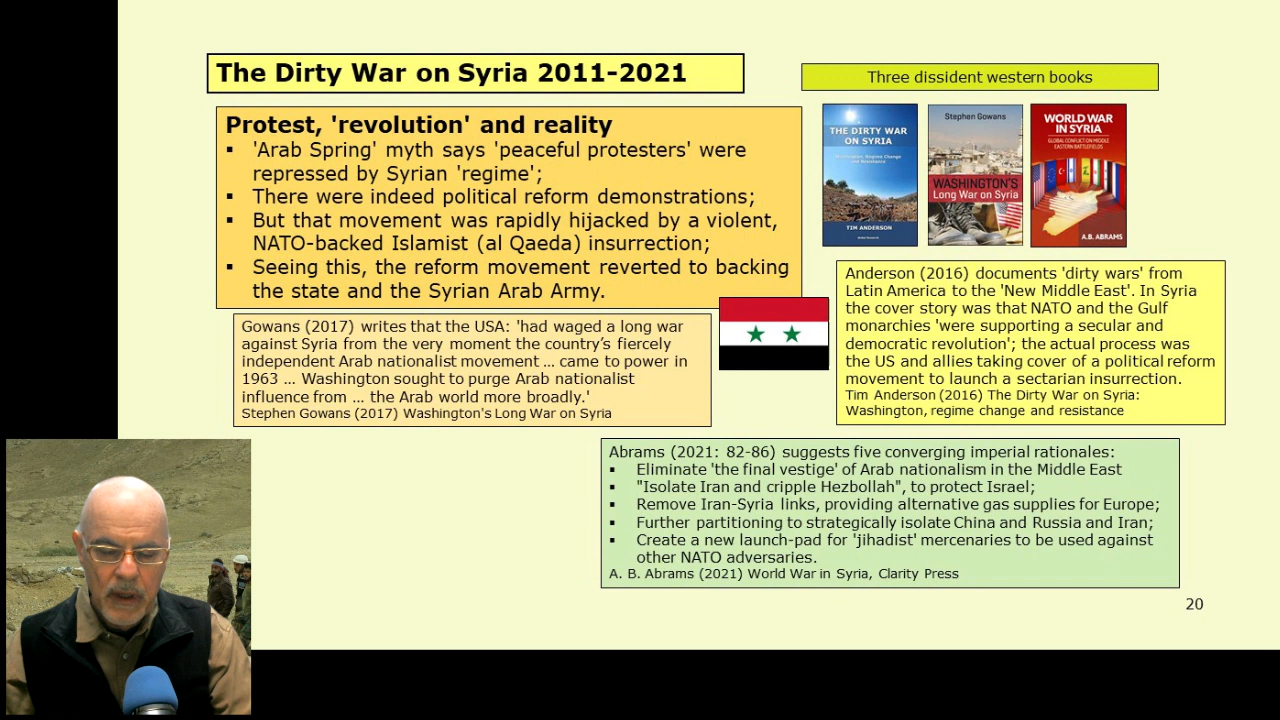 The Dirty War on Syria 2011-2021
Three dissident western books
Protest, 'revolution' and reality
▪ 'Arab Spring' myth says 'peaceful protesters' were
repressed by Syrian 'regime';
▪ There were indeed political reform demonstrations;
▪ But that movement was rapidly hijacked by a violent,
NATO-backed Islamist (al Qaeda) insurrection;
▪ Seeing this, the reform movement reverted to backing
the state and the Syrian Arab Army.
THE DIRTY WAR
ON SYRIA
Washington, Regime Change
and Resistance
TIM ANDERSON
Stephen Gowans
WASHINGTON'S
Long War on Syria
WORLD WAR
IN SYRIA
GLOBAL CONFLICT ON MIDDLE
EASTERN BATTLEFIELDS
A.B. ABRAMS
Gowans (2017) writes that the USA: 'had waged a long war
against Syria from the very moment the country's fiercely
independent Arab nationalist movement … came to power in
1963 … Washington sought to purge Arab nationalist
influence from … the Arab world more broadly.'
Stephen Gowans (2017) Washington's Long War on Syria
Anderson (2016) documents 'dirty wars' from
Latin America to the 'New Middle East'. In Syria
the cover story was that NATO and the Gulf
monarchies 'were supporting a secular and
democratic revolution'; the actual process was
the US and allies taking cover of a political reform
movement to launch a sectarian insurrection.
Tim Anderson (2016) The Dirty War on Syria:
Washington, regime change and resistance
Abrams (2021: 82-86) suggests five converging imperial rationales:
▪ Eliminate 'the final vestige' of Arab nationalism in the Middle East
▪ "Isolate Iran and cripple Hezbollah", to protect Israel;
▪ Remove Iran-Syria links, providing alternative gas supplies for Europe;
▪ Further partitioning to strategically isolate China and Russia and Iran;
▪ Create a new launch-pad for 'jihadist' mercenaries to be used against
other NATO adversaries.
A. B. Abrams (2021) World War in Syria, Clarity Press
20